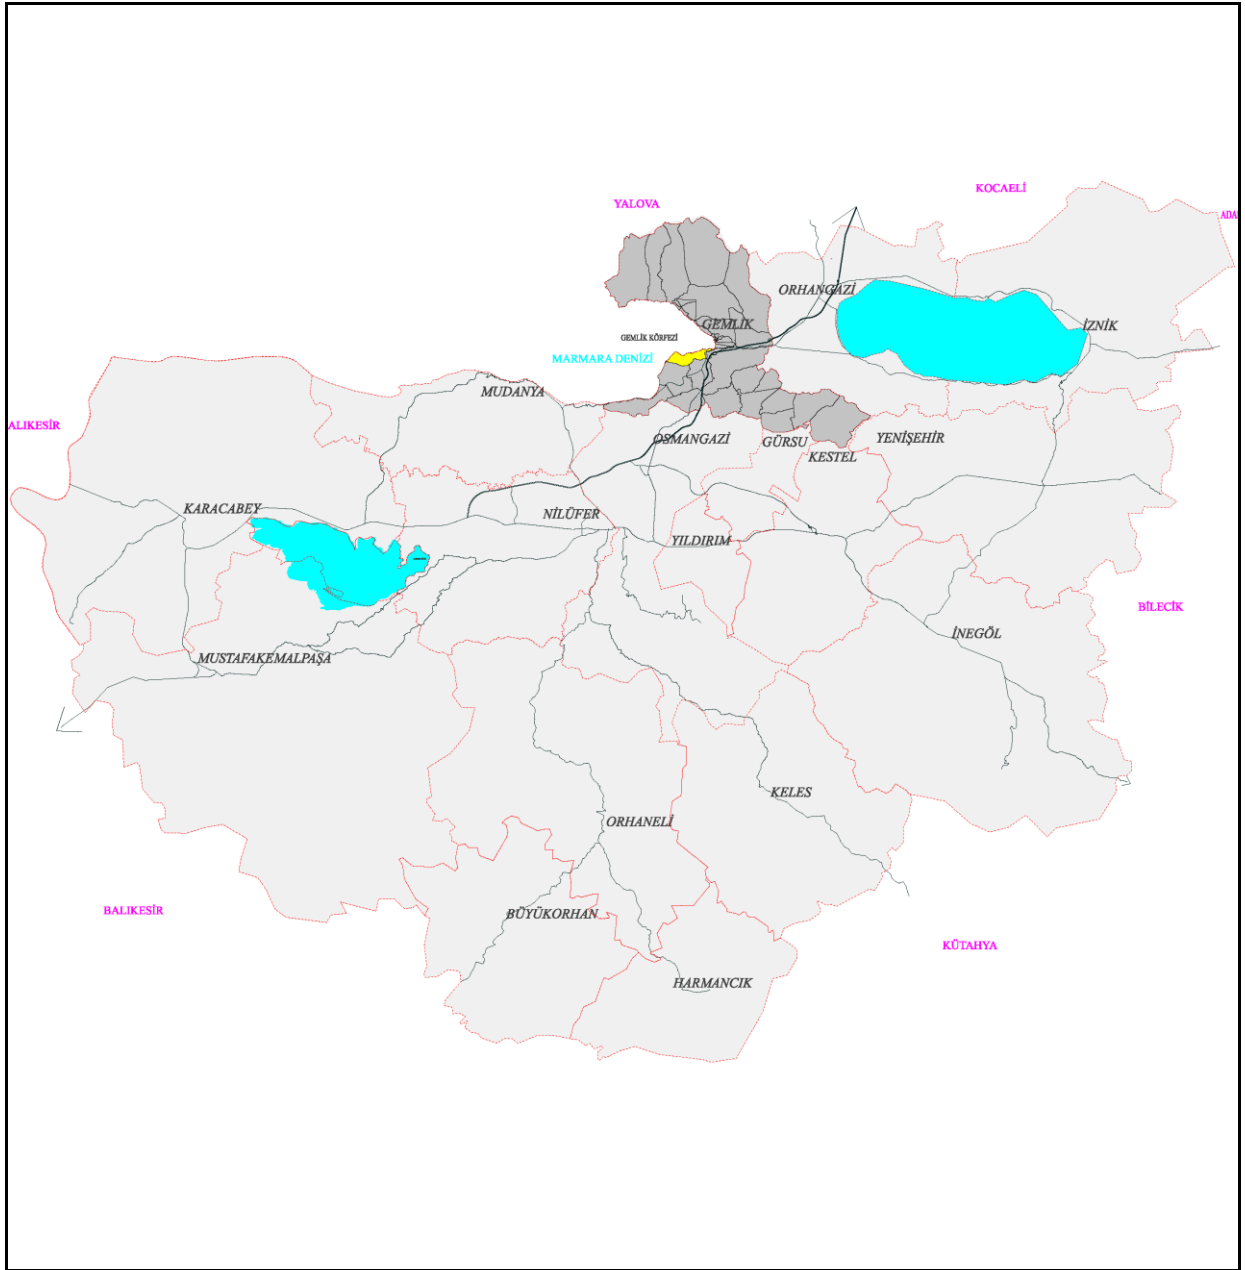 KOCAELİ
YALOVA
ADA
ORHANGAZİ
GEMLİK
İZNİK
GEMLİK KÖRFEZİ
MARMARA DENİZİ
MUDANYA
ALIKESİR
OSMANGAZİ
GÜRSU
YENİŞEHİR
KESTEL
KARACABEY
NİLÜFER
YILDIRIM
BİLECİK
İNEGÖL
MUSTAFAKEMALPAŞA
KELES
ORHANELİ
BALIKESİR
BÜYÜKORHAN
KÜTAHYA
HARMANCIK